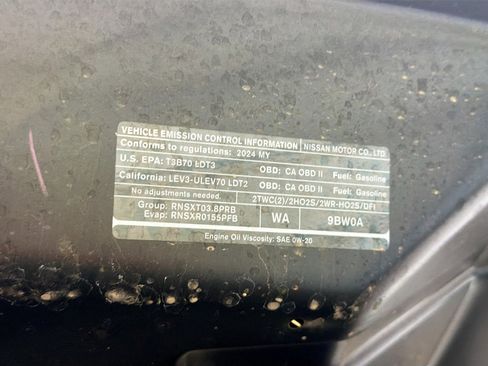 VEHICLE EMISSION CONTROL INFORMATION NISSAN MOTOR CO., LTD.
Conforms to regulations: 2024 MY
U.S. EPA: T3B70 LDT3 OBD: CA OBD II Fuel: Gasoline
California: LEV3-ULEV70 LDT2 OBD: CA OBD II Fuel: Gasoline
No adjustments needed. 2TWC(2)/2HO2S/2WR-HO2S/DFI
Group: RNSXT03.8PRB
Evap: RNSXR0155PFB WA 9BW0A
Engine Oil Viscosity: SAE 0W-20